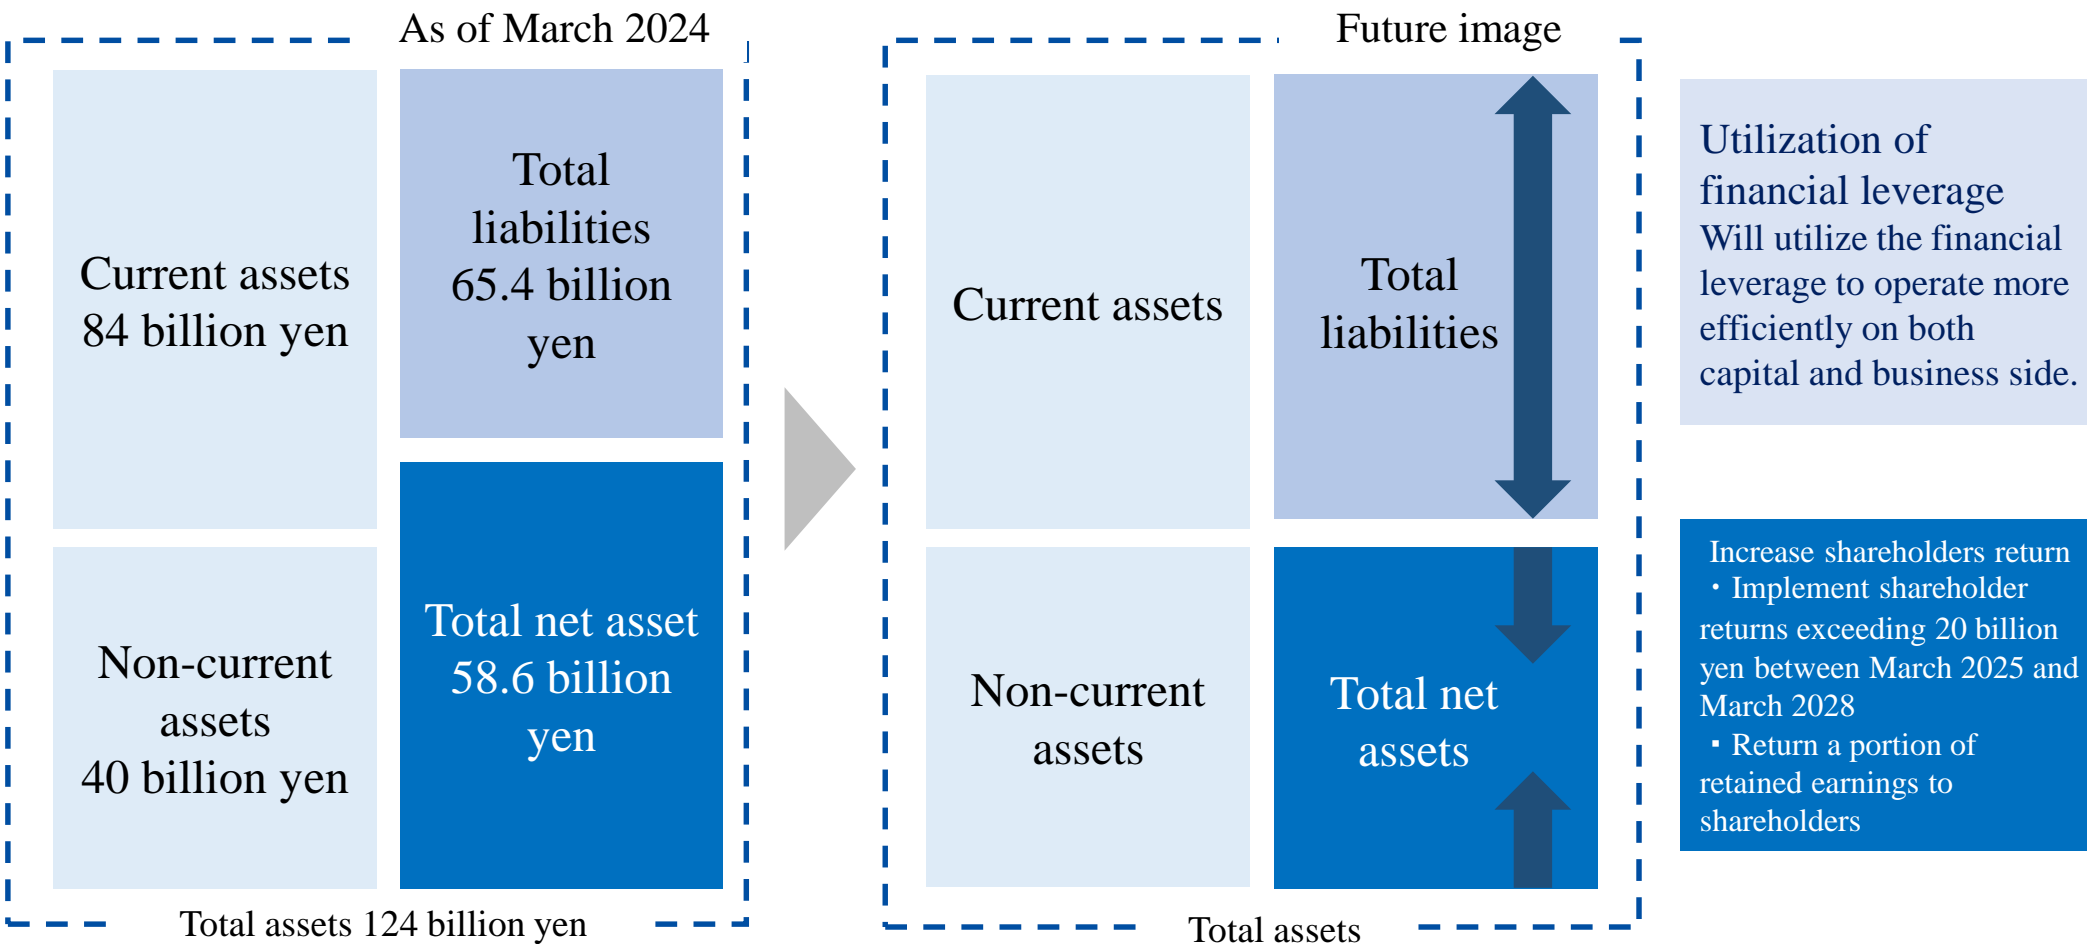 As of March 2024
Current assets
84 billion yen
Non-current
assets
40 billion yen
Total
liabilities
65.4 billion
yen
Total net asset
58.6 billion
yen
Total assets 124 billion yen
Future image
Current assets
Non-current
assets
Total
liabilities
Total net
assets
Total assets
Utilization of
financial leverage
Will utilize the financial
leverage to operate more
efficiently on both
capital and business side.
Increase shareholders return
・Implement shareholder
returns exceeding 20 billion
yen between March 2025 and
March 2028
▪Return a portion of
retained earnings to
shareholders